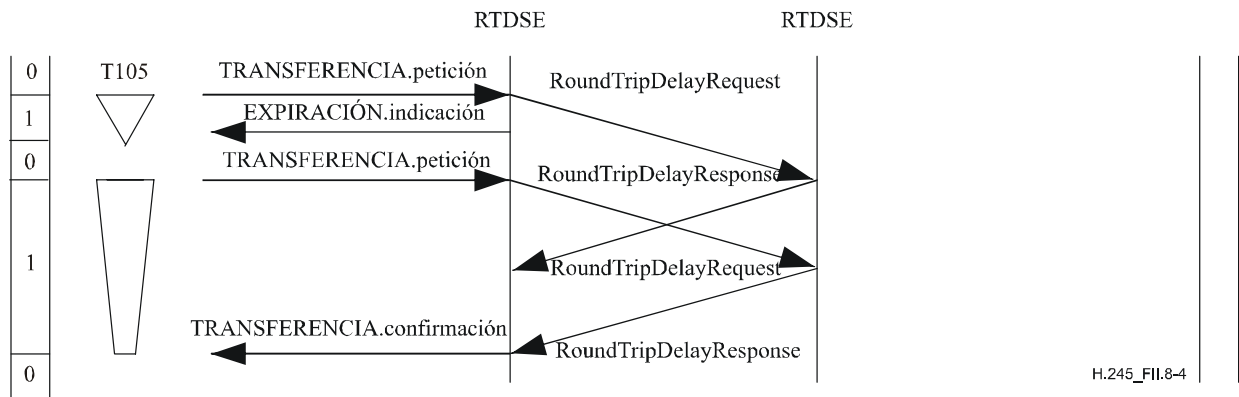 RTDSE RTDSE
0 T105 TRANSFERENCIA.petición RoundTripDelayRequest
1 EXPIRACIÓN.indicación
0 TRANSFERENCIA.petición RoundTripDelayResponse
1 RoundTripDelayRequest
TRANSFERENCIA.confirmación RoundTripDelayResponse
0 H.245_FII.8-4